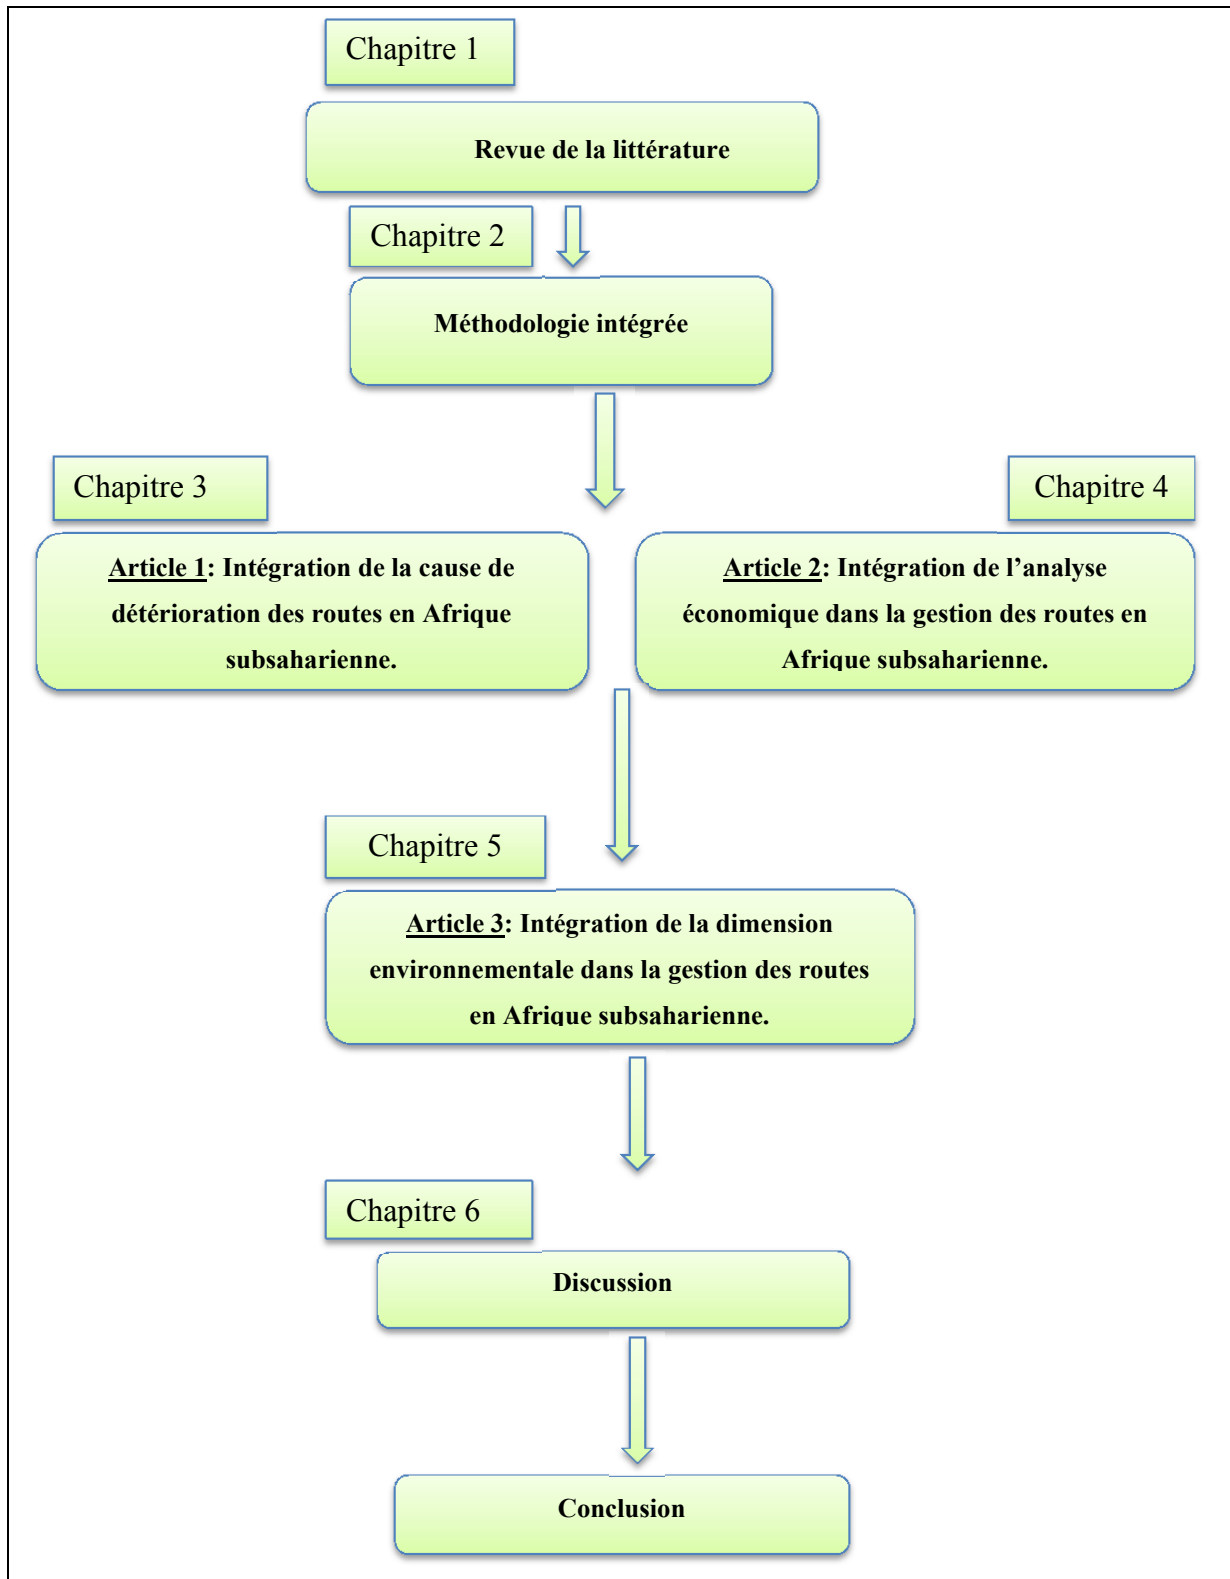 Chapitre 1
Revue de la littérature
Chapitre 2
Méthodologie intégrée
Chapitre 3
Article 1: Intégration de la cause de
détérioration des routes en Afrique
subsaharienne.
Chapitre 4
Article 2: Intégration de l’analyse
économique dans la gestion des routes en
Afrique subsaharienne.
Chapitre 5
Article 3: Intégration de la dimension
environnementale dans la gestion des routes
en Afrique subsaharienne.
Chapitre 6
Discussion
Conclusion